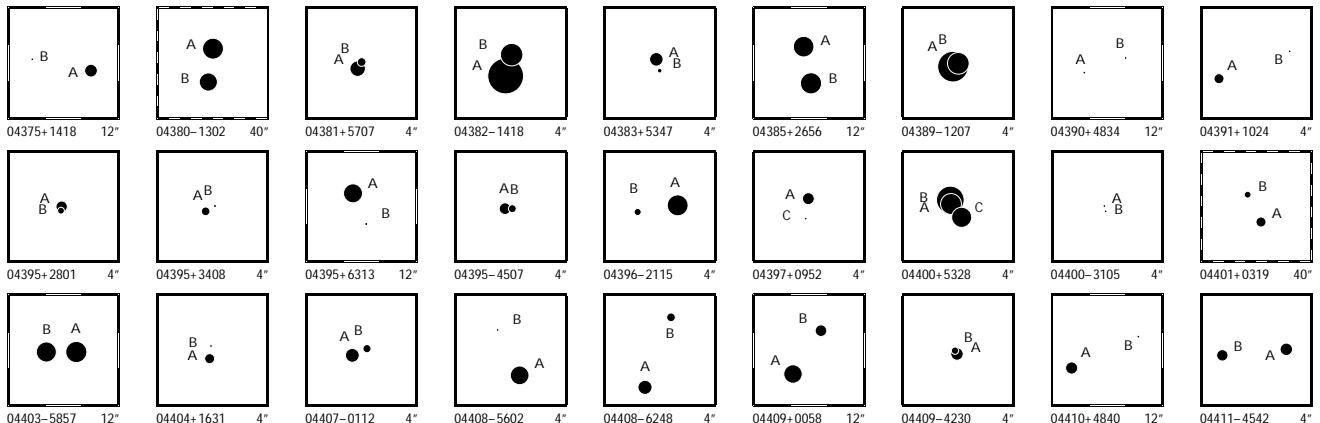 B A A B B A B A A B A B B A A B A B
04375+1418 12″ 04380−1302 40″ 04381+5707 4″ 04382−1418 4″ 04383+5347 4″ 04385+2656 12″ 04389−1207 4″ 04390+4834 12″ 04391+1024 4″
A B A B A B A B B A A C B A C A B B A
04395+2801 4″ 04395+3408 4″ 04395+6313 12″ 04395−4507 4″ 04396−2115 4″ 04397+0952 4″ 04400+5328 4″ 04400−3105 4″ 04401+0319 40″
B A B A A B B A B A B A B A A B B A
04403−5857 12″ 04404+1631 4″ 04407−0112 4″ 04408−5602 4″ 04408−6248 4″ 04409+0058 12″ 04409−4230 4″ 04410+4840 12″ 04411−4542 4″